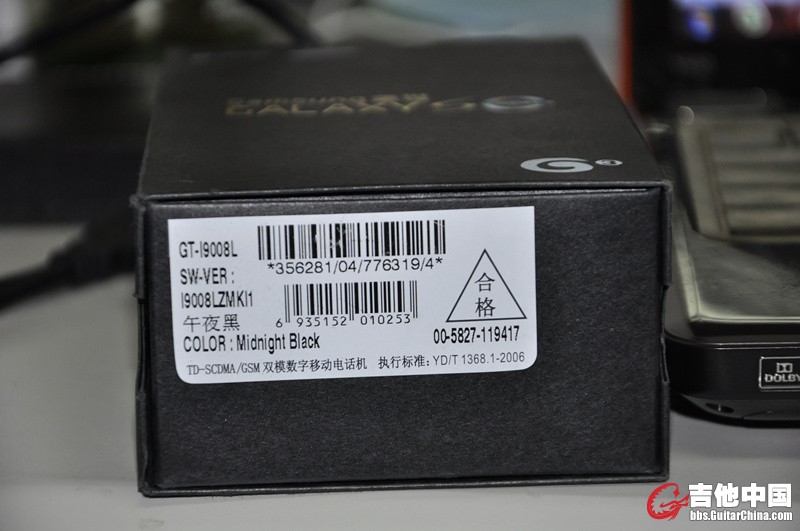 GALAXY
GT-I9008L
*356281/04/776319/4*
SW-VER :
I9008LZMKI1
午夜黑
6 935152 010253
合格
00-5827-119417
COLOR : Midnight Black
TD-SCDMA/GSM 双模数字移动电话机 执行标准: YD/T 1368.1-2006
DOLBY
吉他中国
bbs.GuitarChina.com